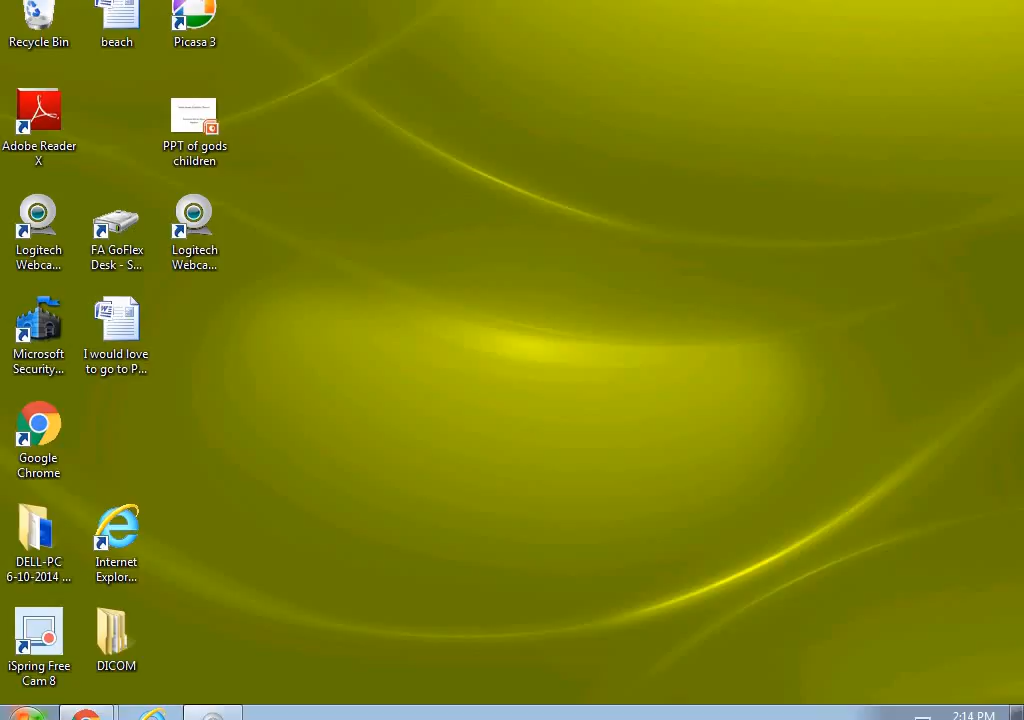 Recycle Bin
beach
Picasa 3
Adobe Reader
X
PPT of gods
children
Logitech
Webca...
FA GoFlex
Desk - S...
Logitech
Webca...
Microsoft
Security...
I would love
to go to P...
Google
Chrome
DELL-PC
6-10-2014 ...
Internet
Explor...
iSpring Free
Cam 8
DICOM
2:14 PM